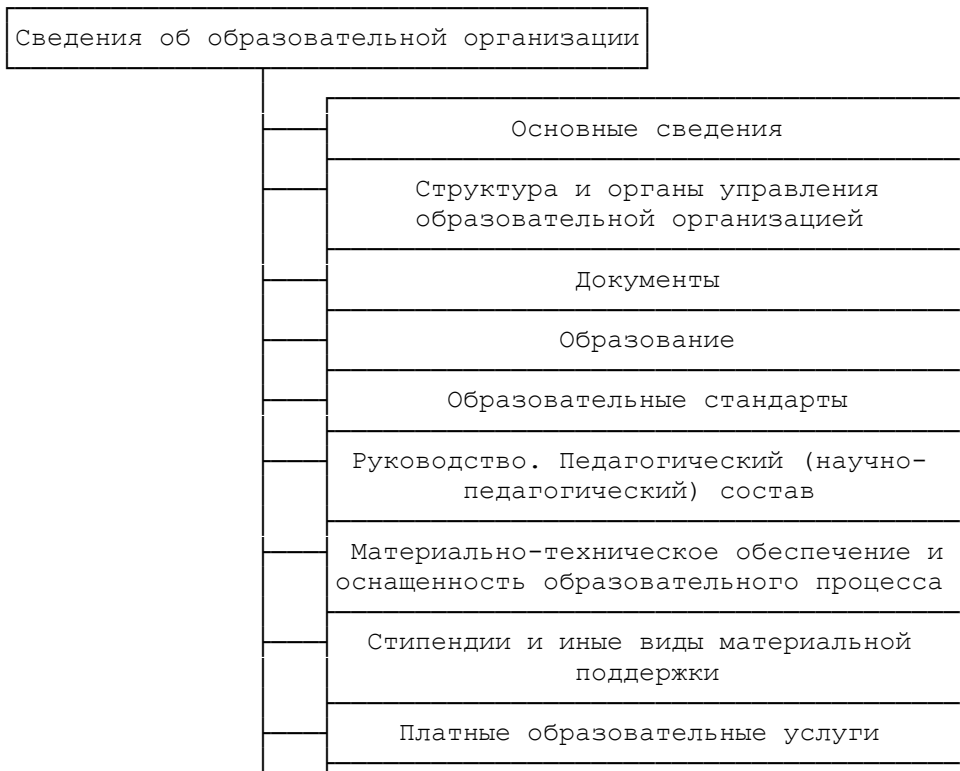 Сведения об образовательной организации
Основные сведения
Структура и органы управления
образовательной организацией
Документы
Образование
Образовательные стандарты
Руководство. Педагогический (научно-
педагогический) состав
Материально-техническое обеспечение и
оснащенность образовательного процесса
Стипендии и иные виды материальной
поддержки
Платные образовательные услуги